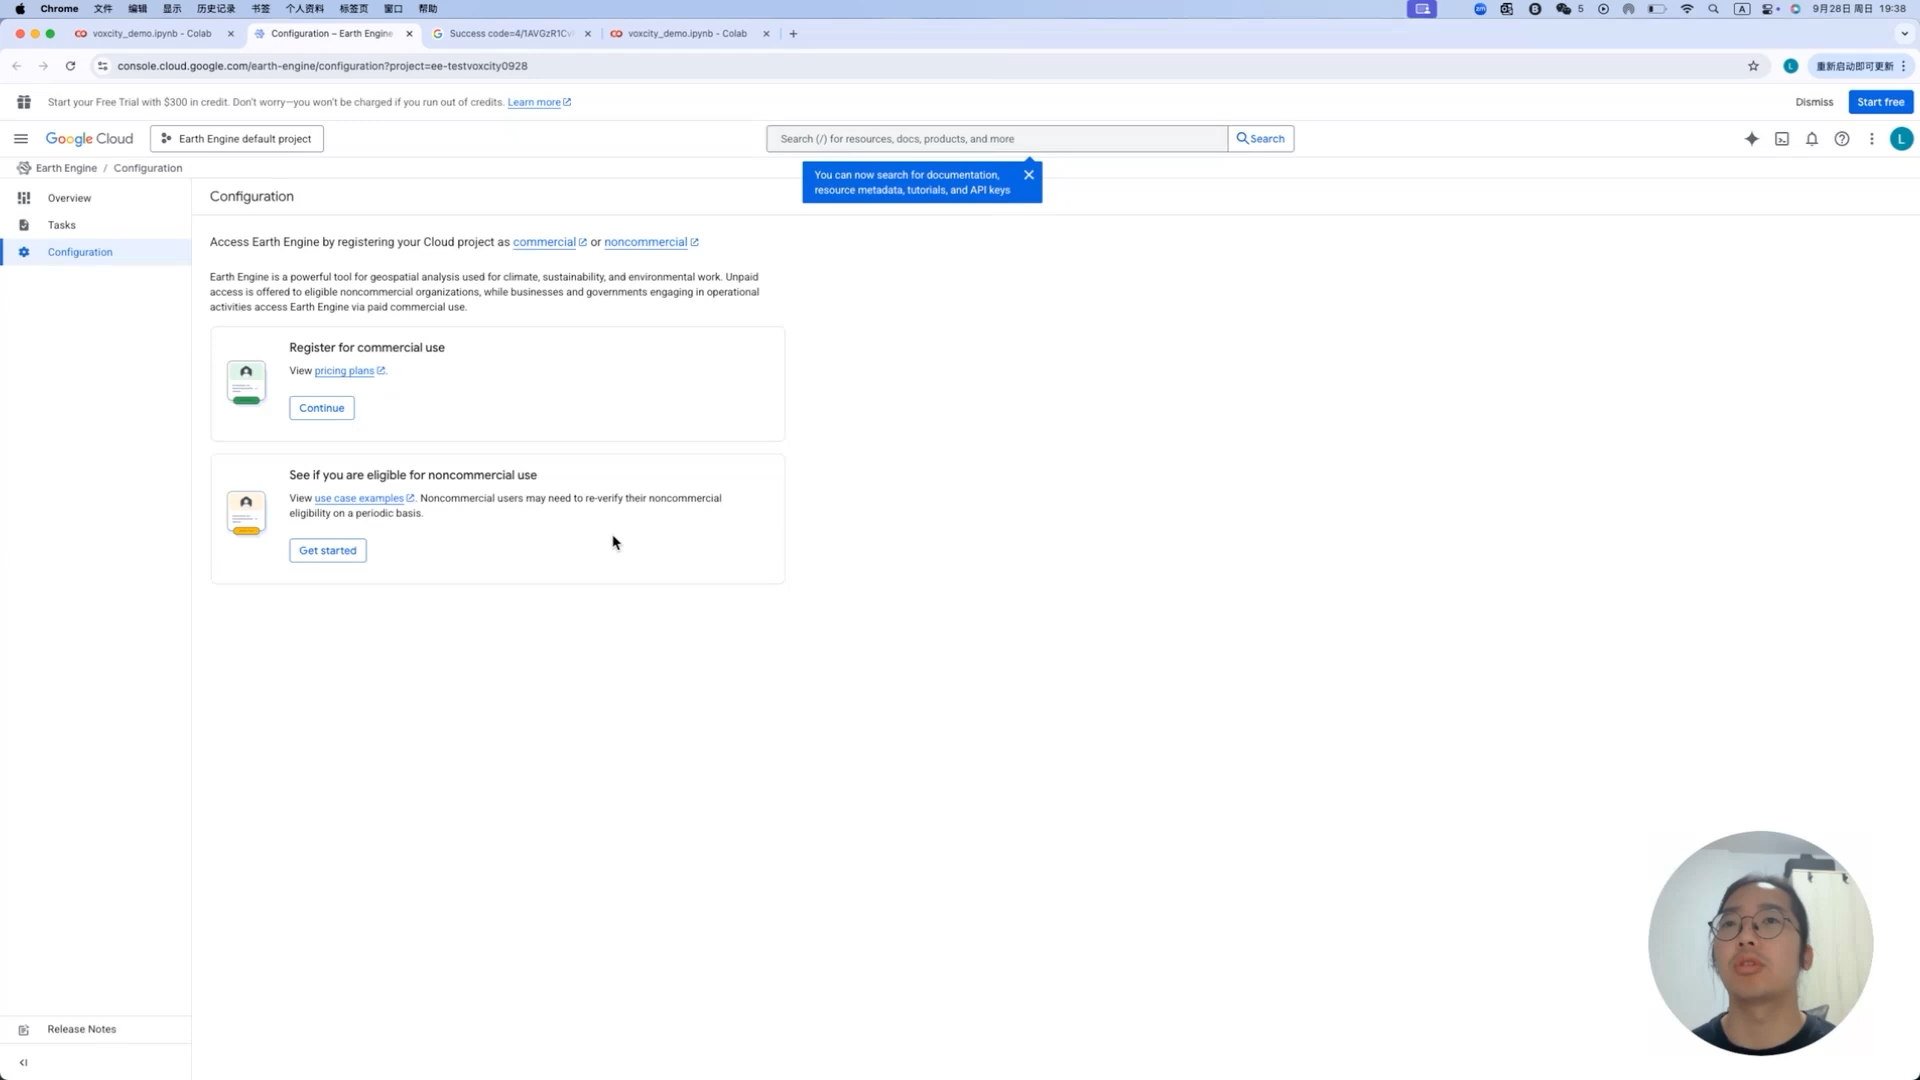 Chrome 文件 编辑 显示 历史记录 书签 个人资料 标签页 窗口 帮助 5 A 9月28日 周日 19:38
voxcity_demo.ipynb - Colab Configuration – Earth Engine Success code=4/1AVGzR1Cv voxcity_demo.ipynb - Colab
console.cloud.google.com/earth-engine/configuration?project=ee-testvoxcity0928 L 重新启动即可更新
Start your Free Trial with $300 in credit. Don't worry—you won't be charged if you run out of credits. Learn more Dismiss Start free
Google Cloud Earth Engine default project Search (/) for resources, docs, products, and more Search L
Earth Engine / Configuration
You can now search for documentation,
resource metadata, tutorials, and API keys
Overview
Tasks
Configuration
Release Notes
Configuration
Access Earth Engine by registering your Cloud project as commercial or noncommercial
Earth Engine is a powerful tool for geospatial analysis used for climate, sustainability, and environmental work. Unpaid
access is offered to eligible noncommercial organizations, while businesses and governments engaging in operational
activities access Earth Engine via paid commercial use.
Register for commercial use
View pricing plans.
Continue
See if you are eligible for noncommercial use
View use case examples. Noncommercial users may need to re-verify their noncommercial
eligibility on a periodic basis.
Get started